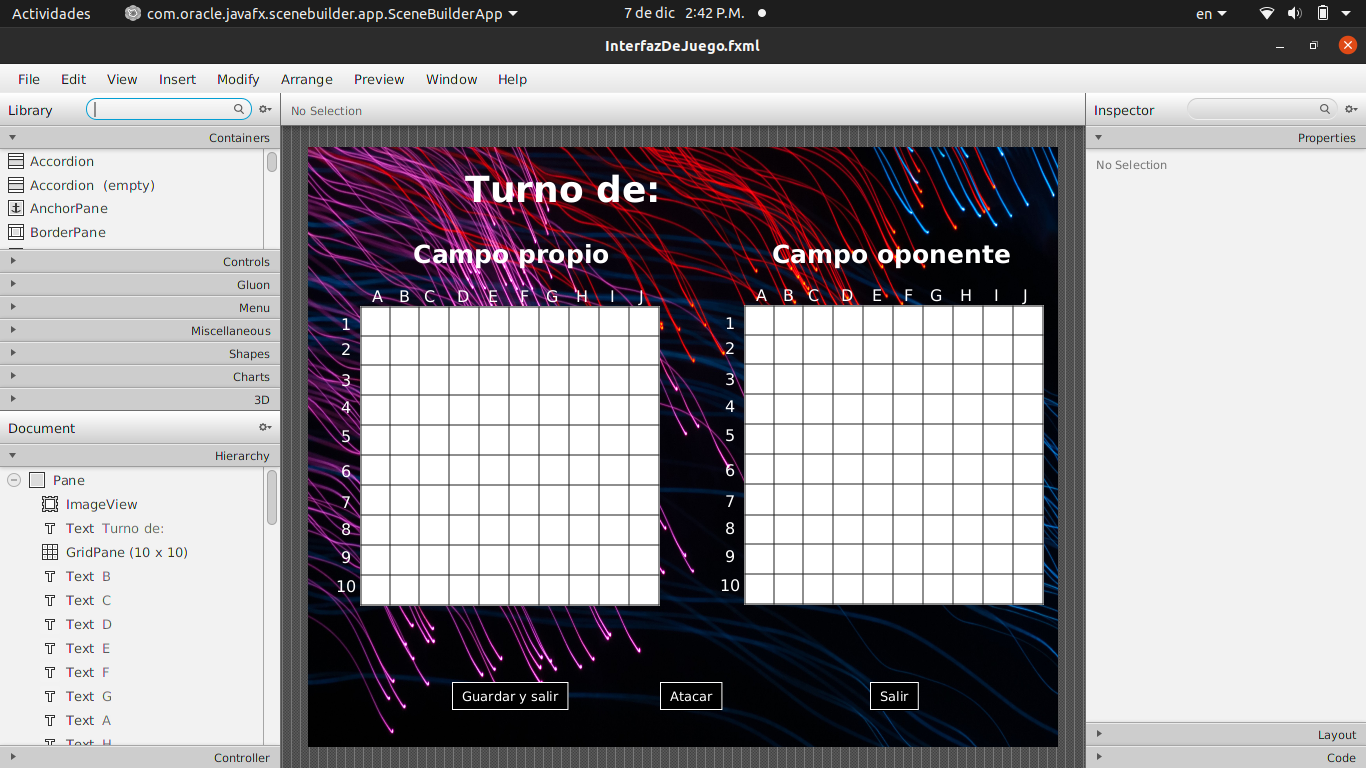 Actividades com.oracle.javafx.scenebuilder.app.SceneBuilderApp 7 de dic 2:42 P.M. en
InterfazDeJuego.fxml
File Edit View Insert Modify Arrange Preview Window Help
Library
No Selection
Inspector
Containers
Accordion
Accordion (empty)
AnchorPane
BorderPane
Controls
Gluon
Menu
Miscellaneous
Shapes
Charts
3D
Document
Hierarchy
Pane
ImageView
Text Turno de:
GridPane (10 x 10)
Text B
Text C
Text D
Text E
Text F
Text G
Text A
Text H
Controller
Turno de:
Campo propio
A B C D E F G H I J
1
2
3
4
5
6
7
8
9
10
Campo oponente
A B C D E F G H I J
1
2
3
4
5
6
7
8
9
10
Guardar y salir Atacar Salir
Properties
No Selection
Layout
Code